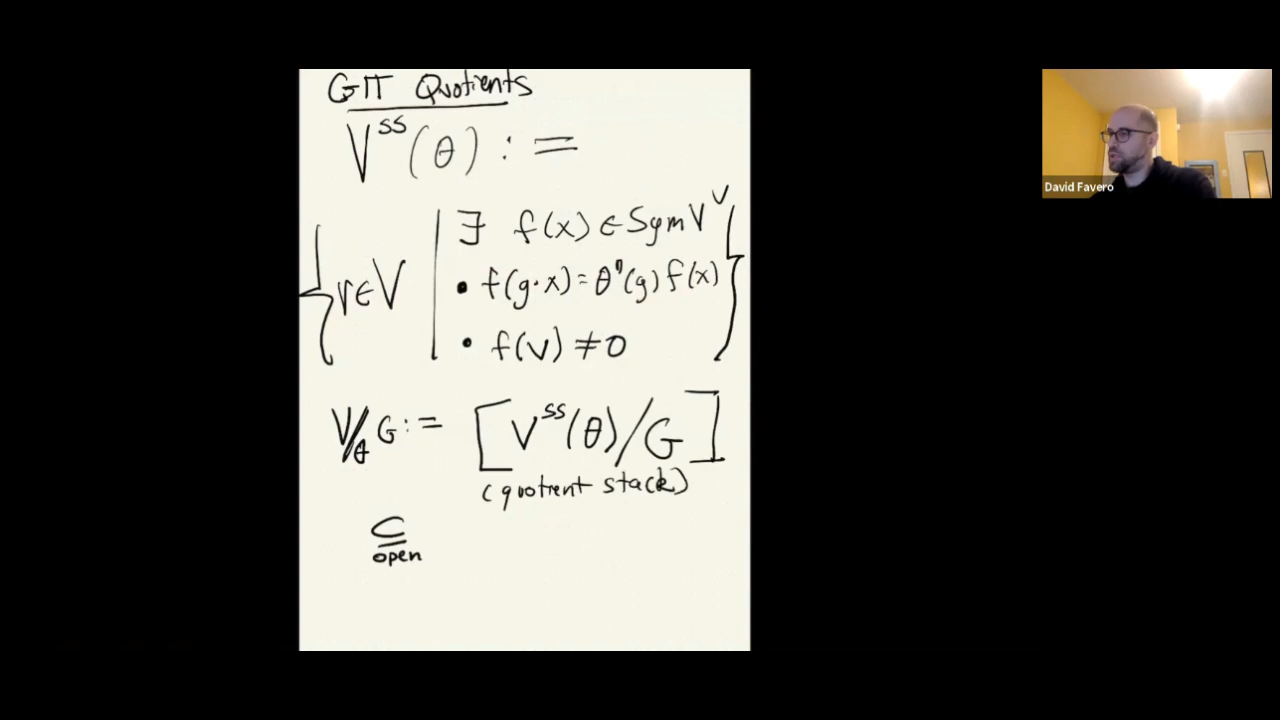 GIT Quotients
V^ss(θ) :=
{ v∈V | ∃ f(x) ∈ Sym V^∨ }
• f(g·x) = θ^n(g) f(x)
• f(v) ≠ 0
V//_θ G := [V^ss(θ)/G]
(quotient stack)
⊆
open
David Favero